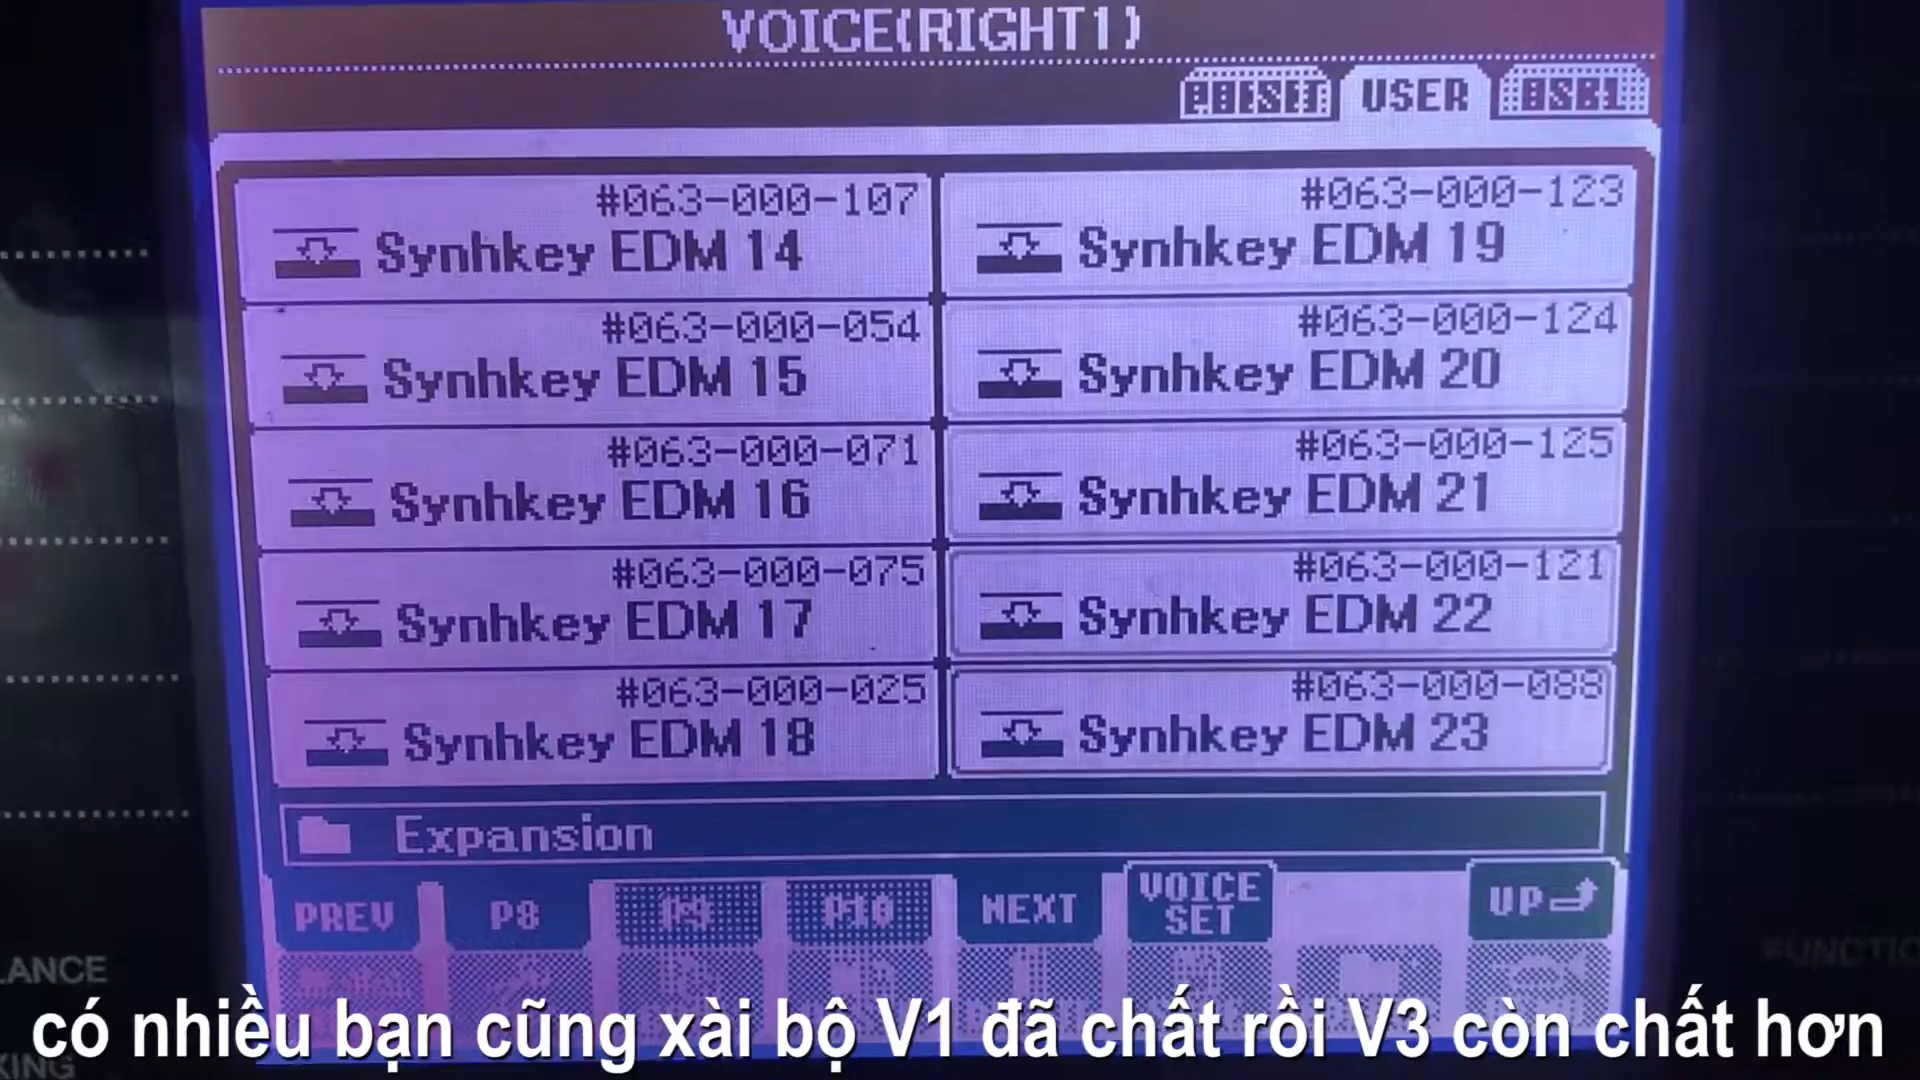 VOICE(RIGHT1)
PRESET USER USB1
#063-000-107
Synhkey EDM 14
#063-000-054
Synhkey EDM 15
#063-000-071
Synhkey EDM 16
#063-000-075
Synhkey EDM 17
#063-000-025
Synhkey EDM 18
#063-000-123
Synhkey EDM 19
#063-000-124
Synhkey EDM 20
#063-000-125
Synhkey EDM 21
#063-000-121
Synhkey EDM 22
#063-000-088
Synhkey EDM 23
Expansion
PREV P8 P9 P10 NEXT VOICE SET UP
LANCE
FUNCTIO
có nhiều bạn cũng xài bộ V1 đã chất rồi V3 còn chất hơn
KING